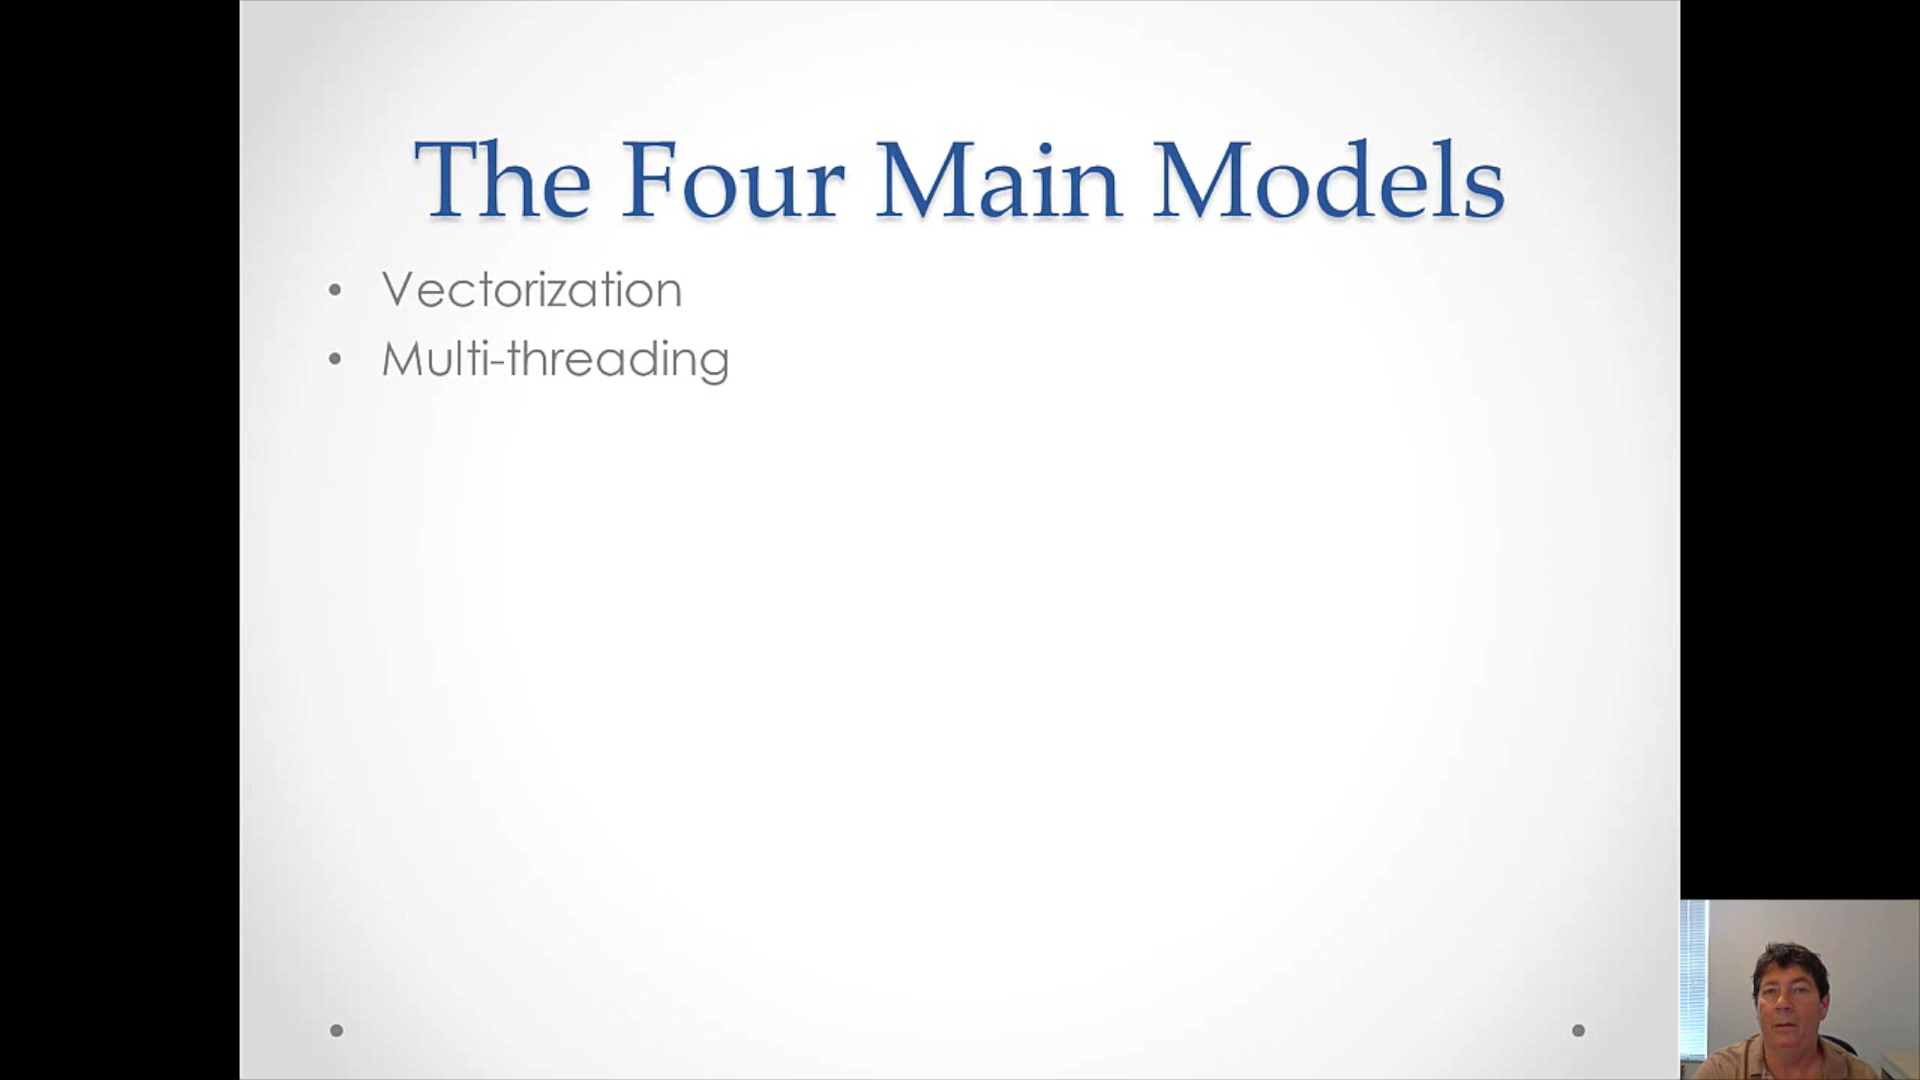 The Four Main Models
• Vectorization
• Multi-threading